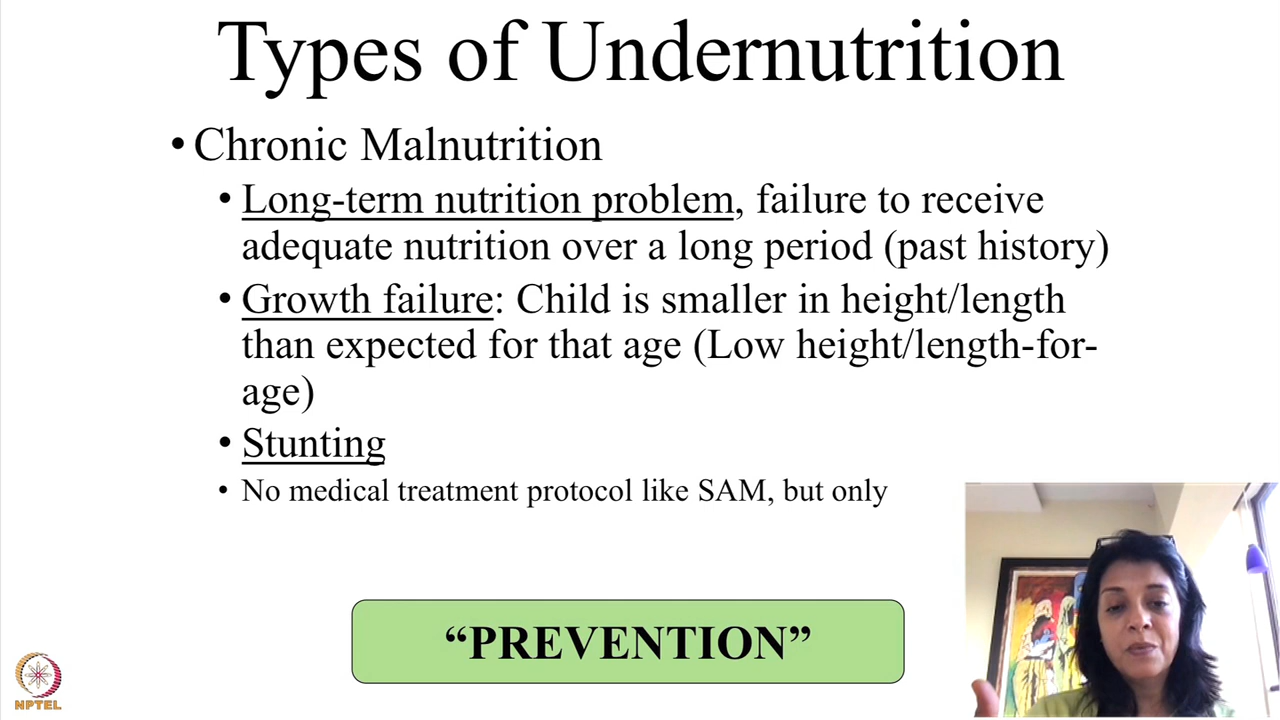 Types of Undernutrition
• Chronic Malnutrition
• Long-term nutrition problem, failure to receive
adequate nutrition over a long period (past history)
• Growth failure: Child is smaller in height/length
than expected for that age (Low height/length-for-
age)
• Stunting
• No medical treatment protocol like SAM, but only
“PREVENTION”
NPTEL